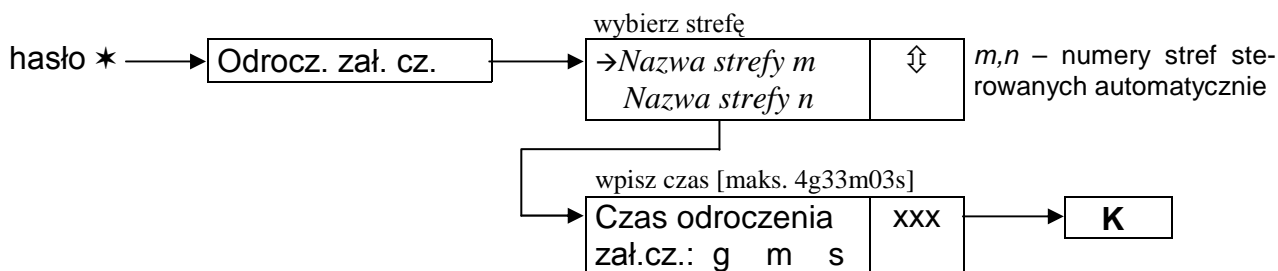 wybierz strefę
hasło ✶ Odrocz. zał. cz. →Nazwa strefy m ⇕ m,n – numery stref ste-
Nazwa strefy n rowanych automatycznie
wpisz czas [maks. 4g33m03s]
Czas odroczenia xxx K
zał.cz.: g m s